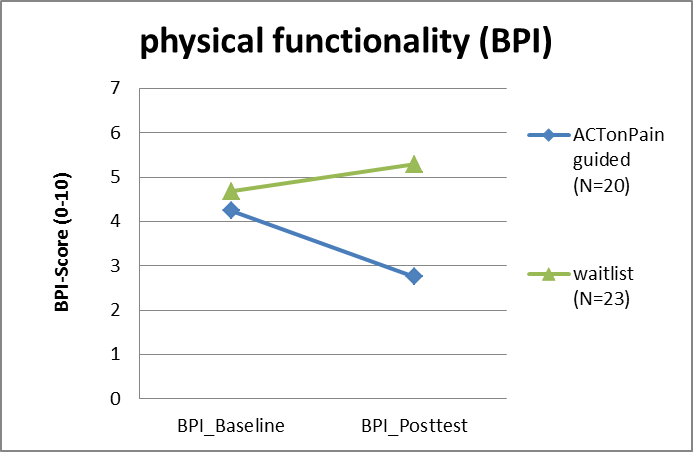 physical functionality (BPI)
7
6
5
4
3
2
1
0
BPI-Score (0-10)
BPI_Baseline
BPI_Posttest
ACTonPain
guided
(N=20)
waitlist
(N=23)